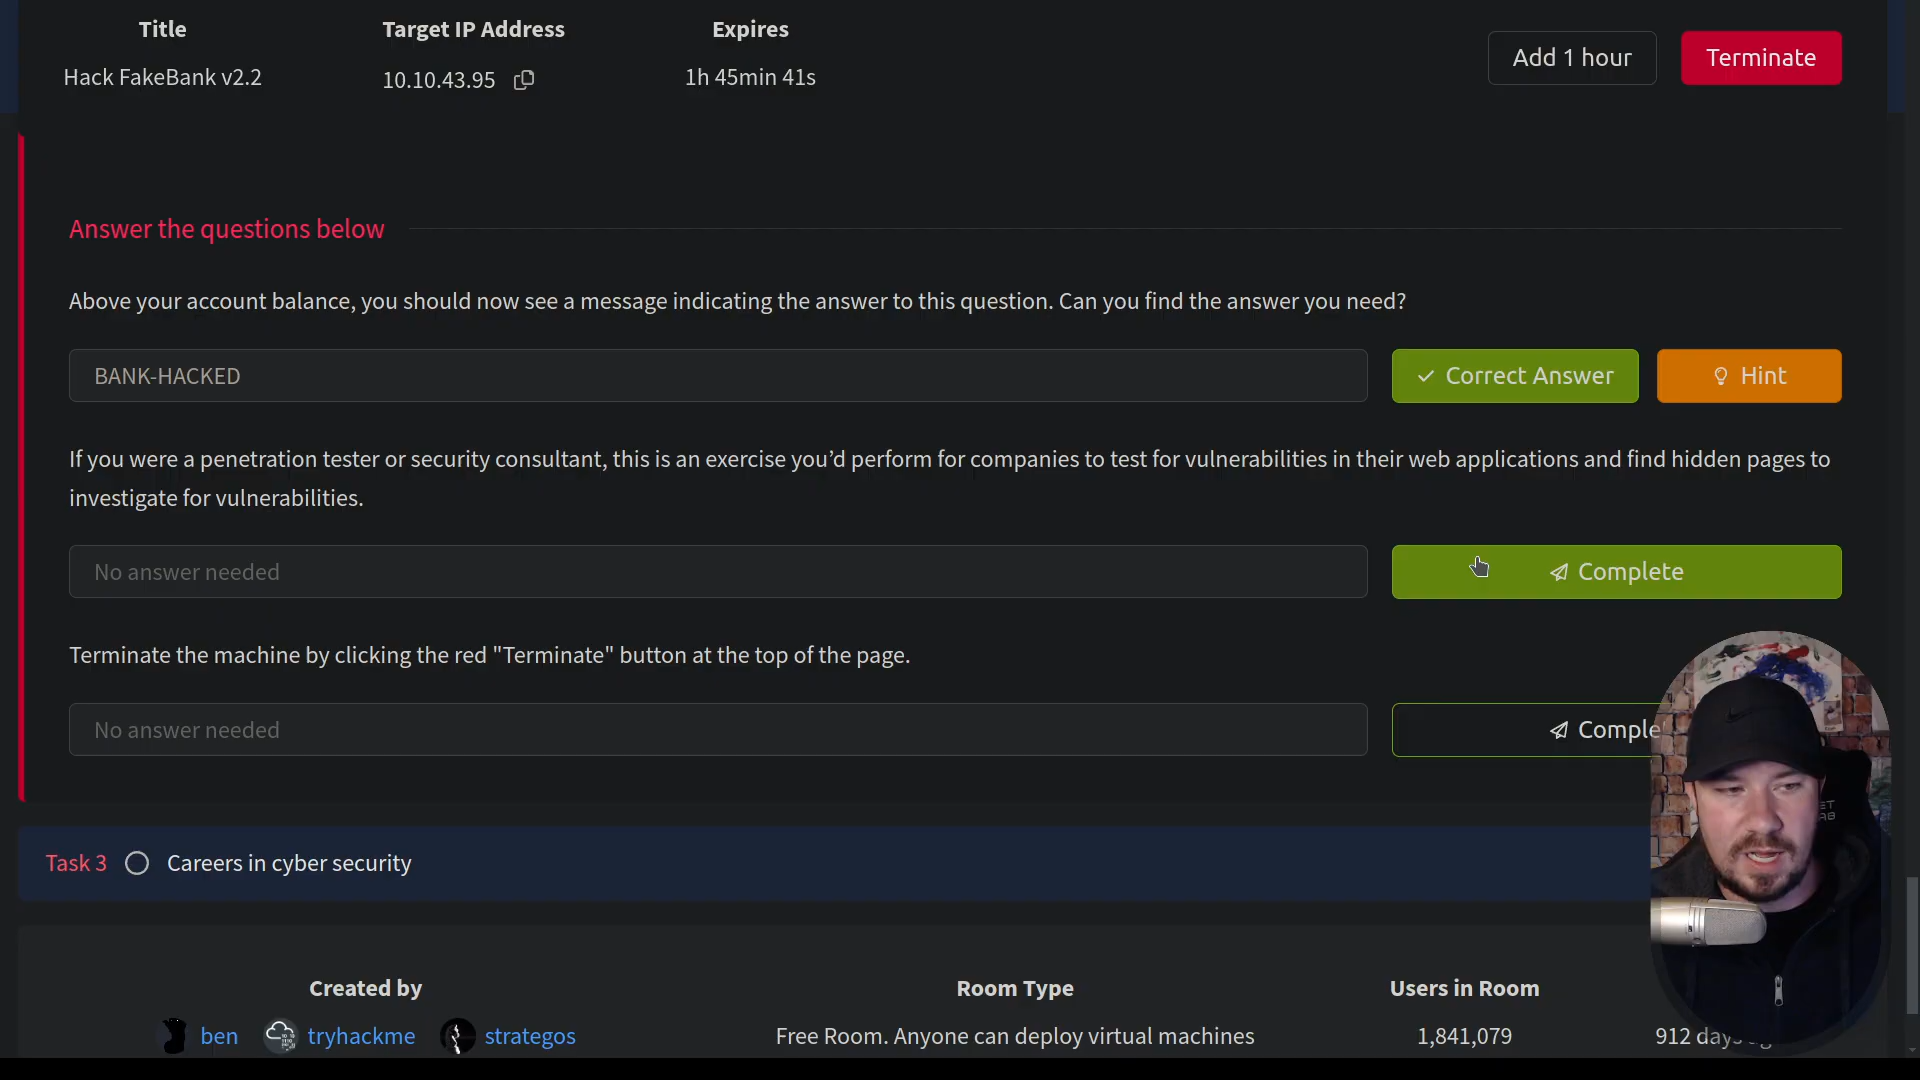 Title Target IP Address Expires
Hack FakeBank v2.2 10.10.43.95 1h 45min 41s
Add 1 hour Terminate
Answer the questions below
Above your account balance, you should now see a message indicating the answer to this question. Can you find the answer you need?
BANK-HACKED Correct Answer Hint
If you were a penetration tester or security consultant, this is an exercise you’d perform for companies to test for vulnerabilities in their web applications and find hidden pages to
investigate for vulnerabilities.
No answer needed Complete
Terminate the machine by clicking the red "Terminate" button at the top of the page.
No answer needed Comple
Task 3 Careers in cyber security
Created by Room Type Users in Room
ben tryhackme strategos Free Room. Anyone can deploy virtual machines 1,841,079 912 days